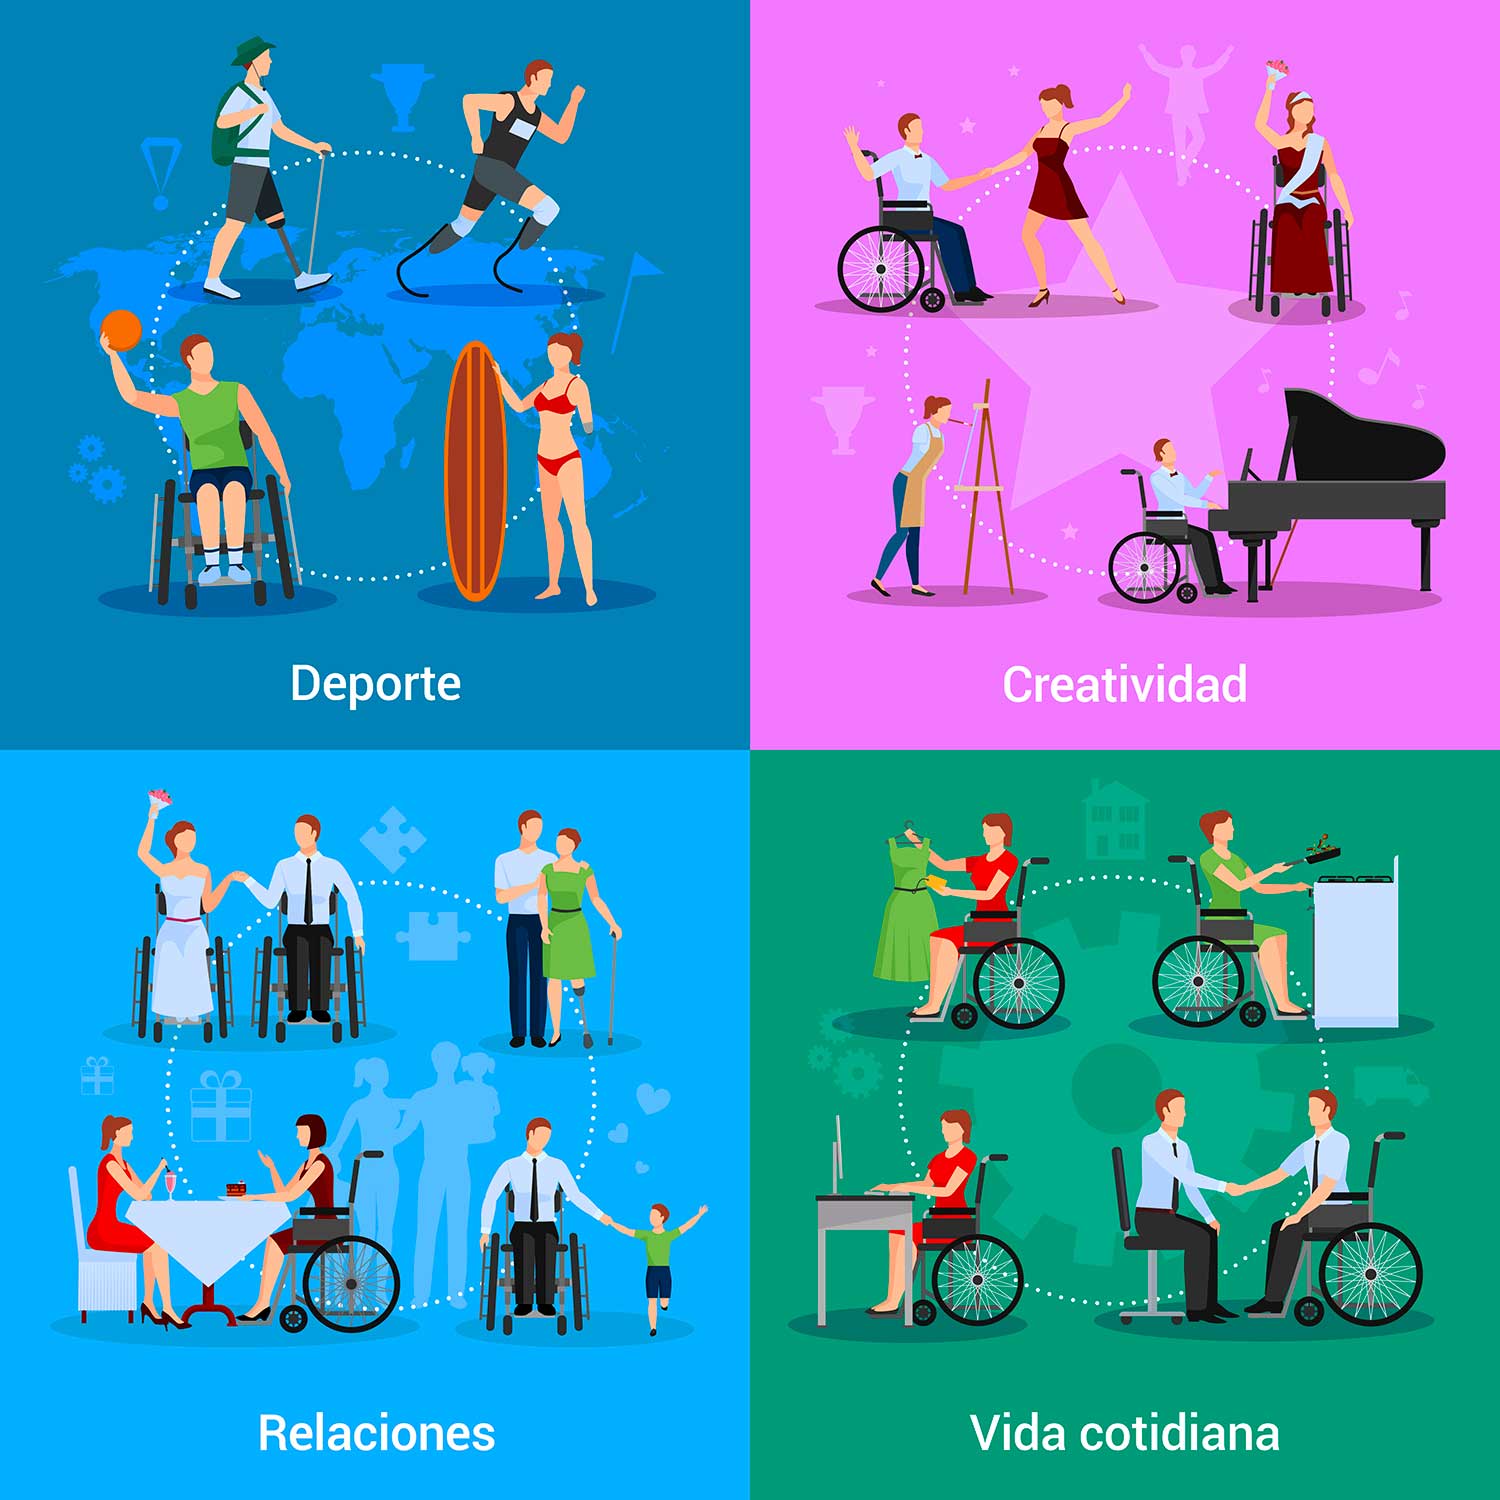 Deporte
Creatividad
Relaciones
Vida cotidiana